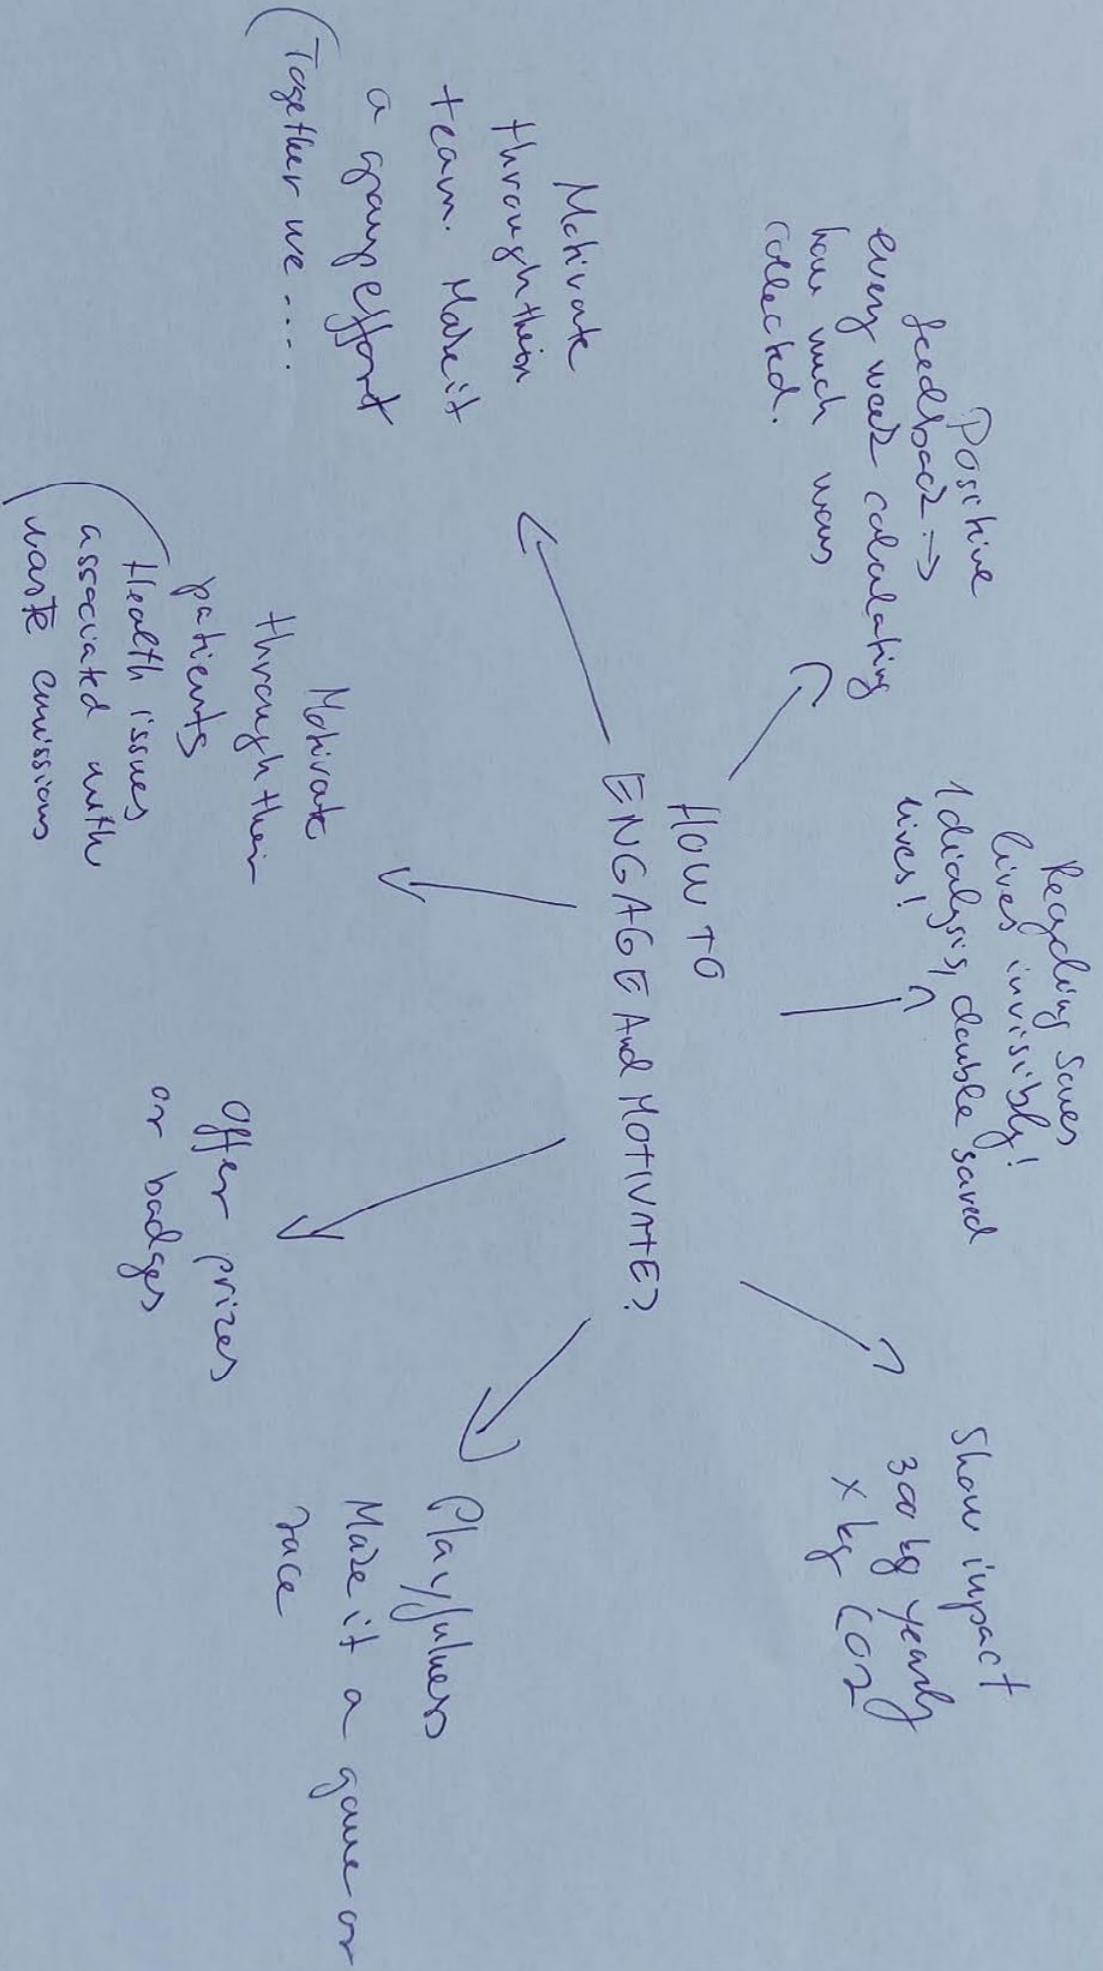 HOW TO
ENGAGE And MOTIVATE?
Positive
feedback →
every week calculating
how much was
collected.
Recycling saves
lives invisibly!
1 dialysis, double saved
lives!
Show impact
300 kg yearly
x kg CO2
Motivate
through their
team. Make it
a group effort
(Together we ....
Motivate
through their
patients
(Health issues
associated with
waste emissions
Offer prizes
or badges
Playfulness
Make it a game or
race